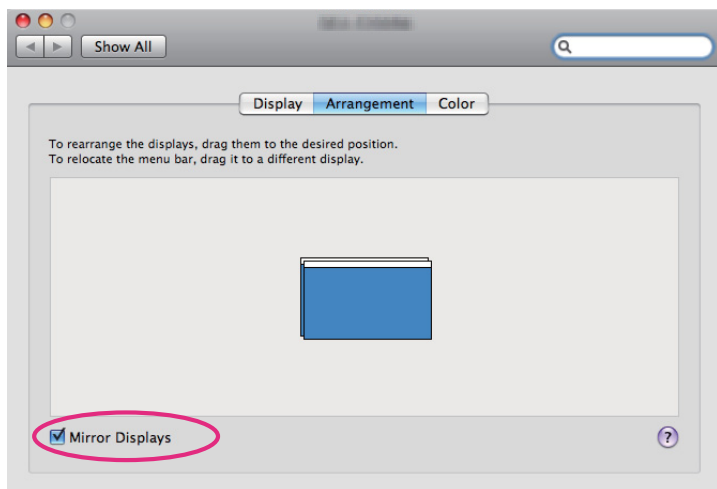 Show All
Display Arrangement Color
To rearrange the displays, drag them to the desired position.
To relocate the menu bar, drag it to a different display.
Mirror Displays
?